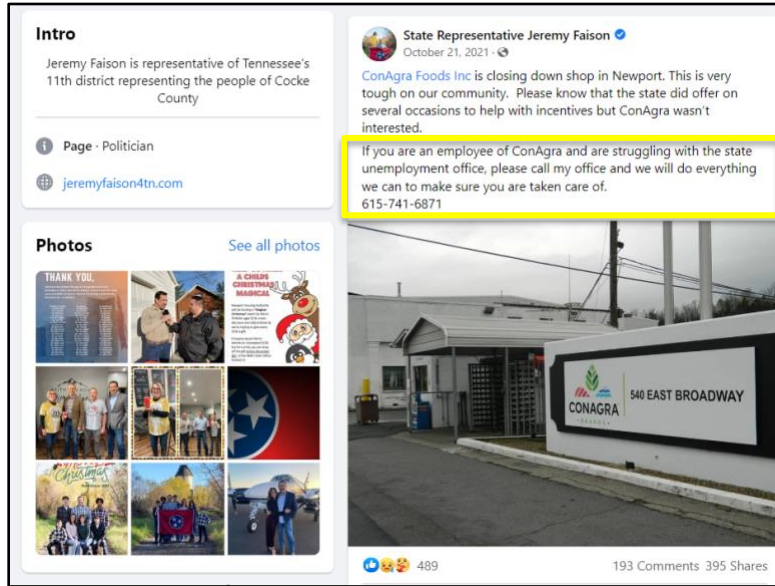 Intro
Jeremy Faison is representative of Tennessee's
11th district representing the people of Cocke
County
Page · Politician
jeremyfaison4tn.com
Photos
See all photos
THANK YOU,
A CHILDS
CHRISTMAS
MAGICAL
Christmas
State Representative Jeremy Faison
October 21, 2021 ·
ConAgra Foods Inc is closing down shop in Newport. This is very
tough on our community. Please know that the state did offer on
several occasions to help with incentives but ConAgra wasn't
interested.
If you are an employee of ConAgra and are struggling with the state
unemployment office, please call my office and we will do everything
we can to make sure you are taken care of.
615-741-6871
CONAGRA
BRANDS
540 EAST BROADWAY
489
193 Comments 395 Shares